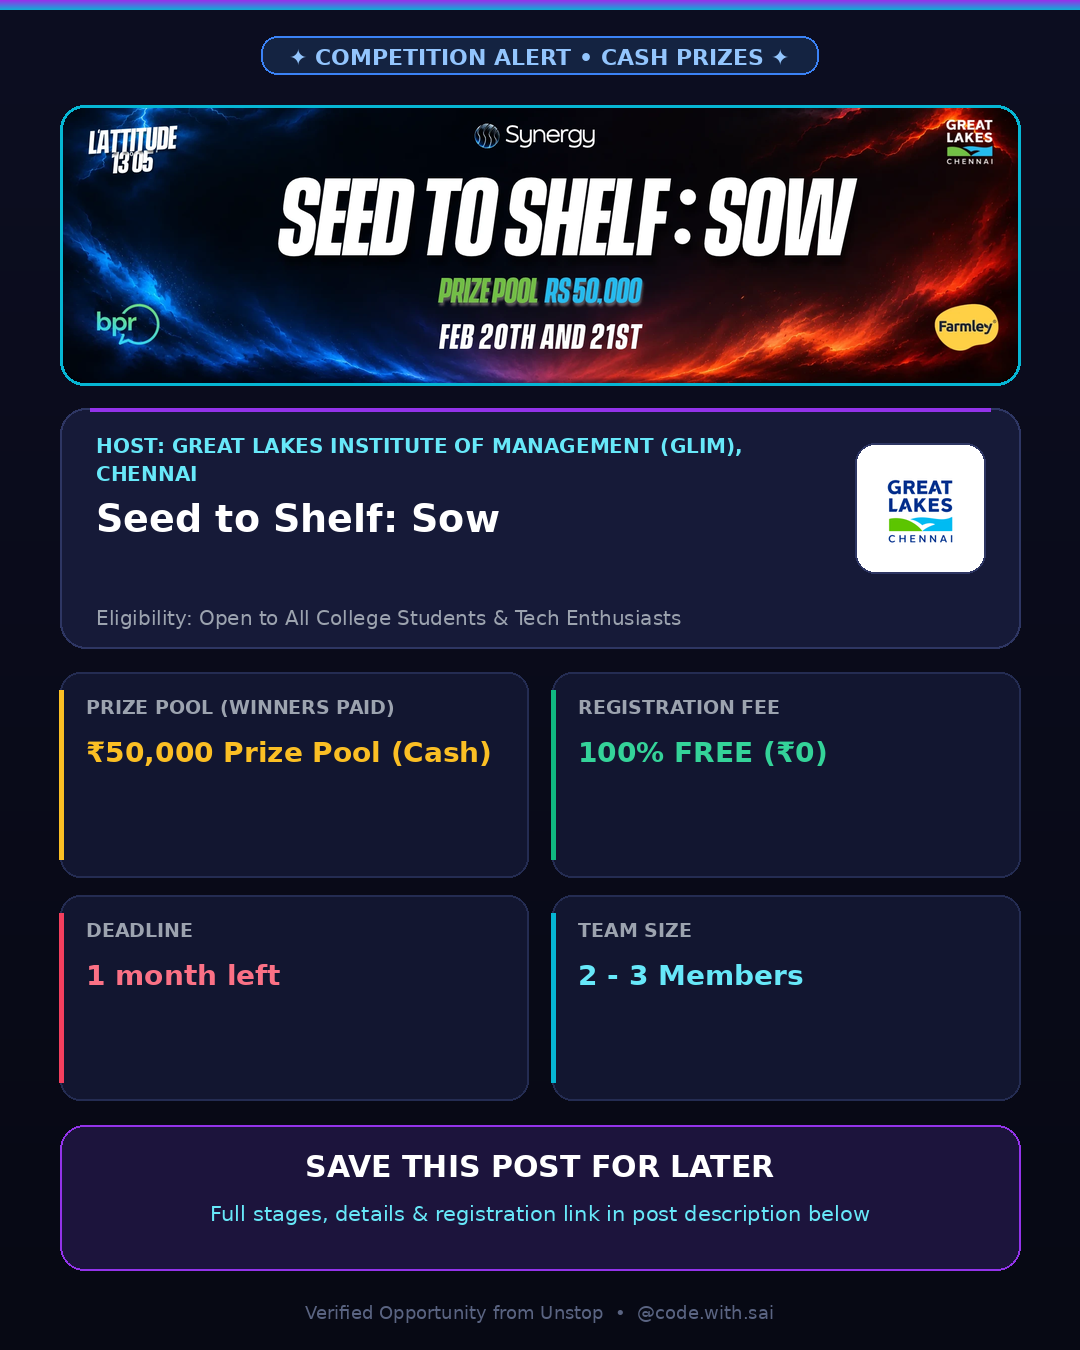 ✦ COMPETITION ALERT • CASH PRIZES ✦
L'ATTITUDE
13'05
Synergy
GREAT
LAKES
CHENNAI
SEED TO SHELF: SOW
PRIZE POOL RS 50,000
FEB 20TH AND 21ST
bpr
Farmley
HOST: GREAT LAKES INSTITUTE OF MANAGEMENT (GLIM),
CHENNAI
Seed to Shelf: Sow
GREAT
LAKES
CHENNAI
Eligibility: Open to All College Students & Tech Enthusiasts
PRIZE POOL (WINNERS PAID)
₹50,000 Prize Pool (Cash)
REGISTRATION FEE
100% FREE (₹0)
DEADLINE
1 month left
TEAM SIZE
2 - 3 Members
SAVE THIS POST FOR LATER
Full stages, details & registration link in post description below
Verified Opportunity from Unstop • @code.with.sai